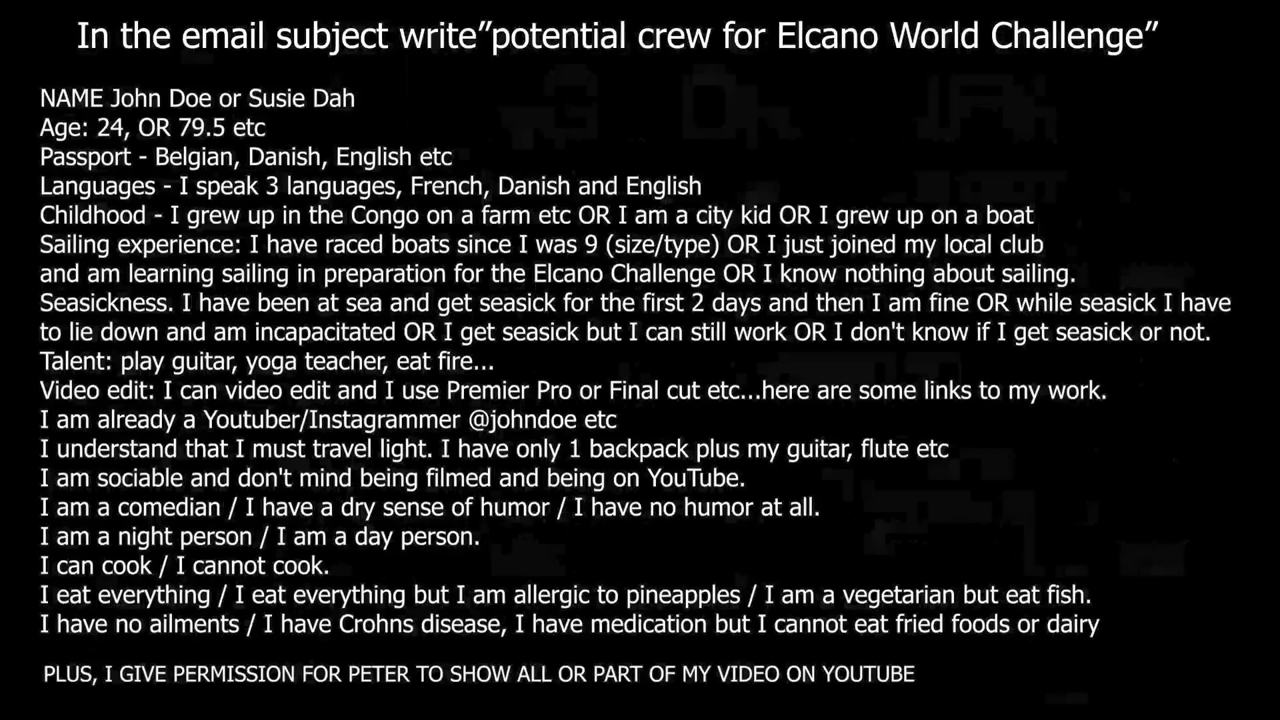 In the email subject write”potential crew for Elcano World Challenge”
NAME John Doe or Susie Dah
Age: 24, OR 79.5 etc
Passport - Belgian, Danish, English etc
Languages - I speak 3 languages, French, Danish and English
Childhood - I grew up in the Congo on a farm etc OR I am a city kid OR I grew up on a boat
Sailing experience: I have raced boats since I was 9 (size/type) OR I just joined my local club
and am learning sailing in preparation for the Elcano Challenge OR I know nothing about sailing.
Seasickness. I have been at sea and get seasick for the first 2 days and then I am fine OR while seasick I have
to lie down and am incapacitated OR I get seasick but I can still work OR I don't know if I get seasick or not.
Talent: play guitar, yoga teacher, eat fire...
Video edit: I can video edit and I use Premier Pro or Final cut etc...here are some links to my work.
I am already a Youtuber/Instagrammer @johndoe etc
I understand that I must travel light. I have only 1 backpack plus my guitar, flute etc
I am sociable and don't mind being filmed and being on YouTube.
I am a comedian / I have a dry sense of humor / I have no humor at all.
I am a night person / I am a day person.
I can cook / I cannot cook.
I eat everything / I eat everything but I am allergic to pineapples / I am a vegetarian but eat fish.
I have no ailments / I have Crohns disease, I have medication but I cannot eat fried foods or dairy
PLUS, I GIVE PERMISSION FOR PETER TO SHOW ALL OR PART OF MY VIDEO ON YOUTUBE